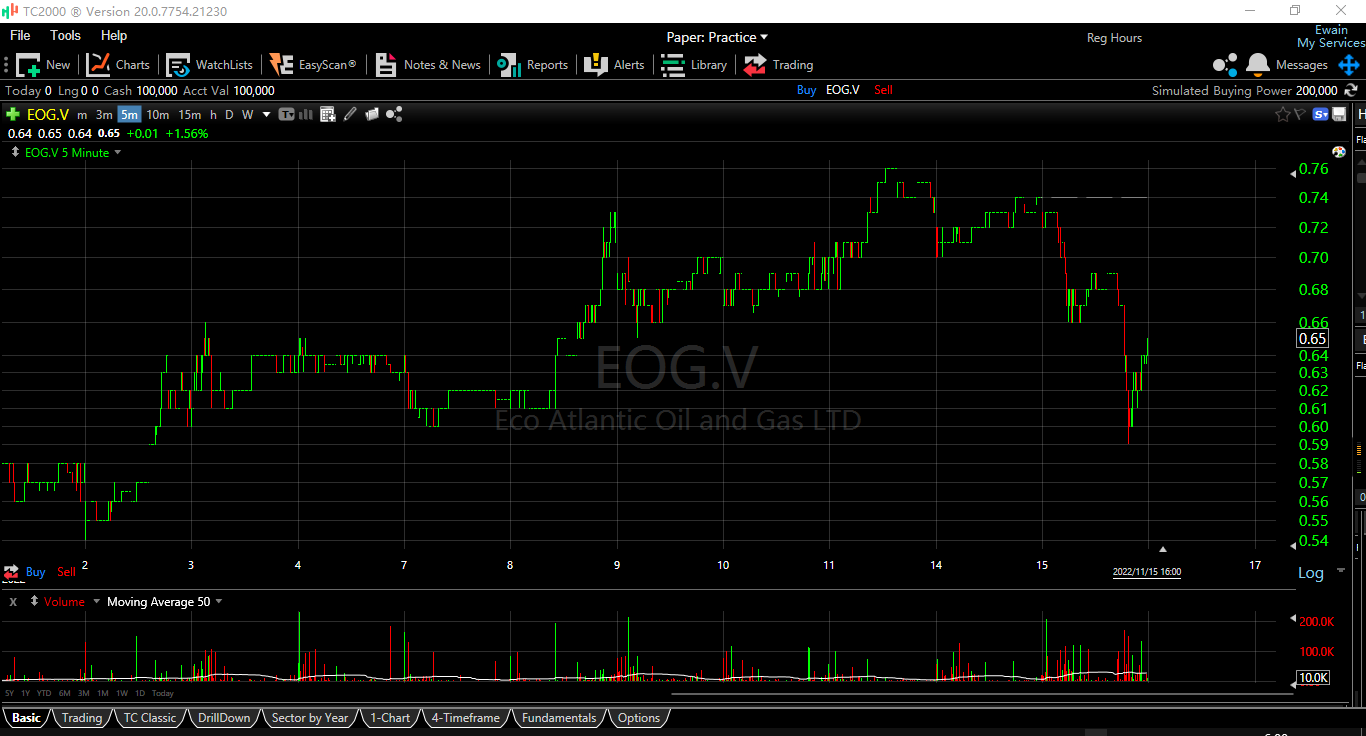 TC2000 ® Version 20.0.7754.21230
File Tools Help Paper: Practice Reg Hours Ewain
My Services
New Charts WatchLists EasyScan® Notes & News Reports Alerts Library Trading Messages
Today 0 Lng 0 0 Cash 100,000 Acct Val 100,000 Buy EOG.V Sell Simulated Buying Power 200,000
EOG.V m 3m 5m 10m 15m h D W
0.64 0.65 0.64 0.65 +0.01 +1.56%
EOG.V 5 Minute
0.76
0.74
0.72
0.70
0.68
0.66
0.65
0.64
0.63
0.62
0.61
0.60
0.59
0.58
0.57
0.56
0.55
0.54
EOG.V
Eco Atlantic Oil and Gas LTD
2 3 4 7 8 9 10 11 14 15 17
Buy Sell 2022/11/15 16:00 Log
X Volume Moving Average 50
200.0K
100.0K
10.0K
5Y 1Y YTD 6M 3M 1M 1W 1D Today
Basic Trading TC Classic DrillDown Sector by Year 1-Chart 4-Timeframe Fundamentals Options